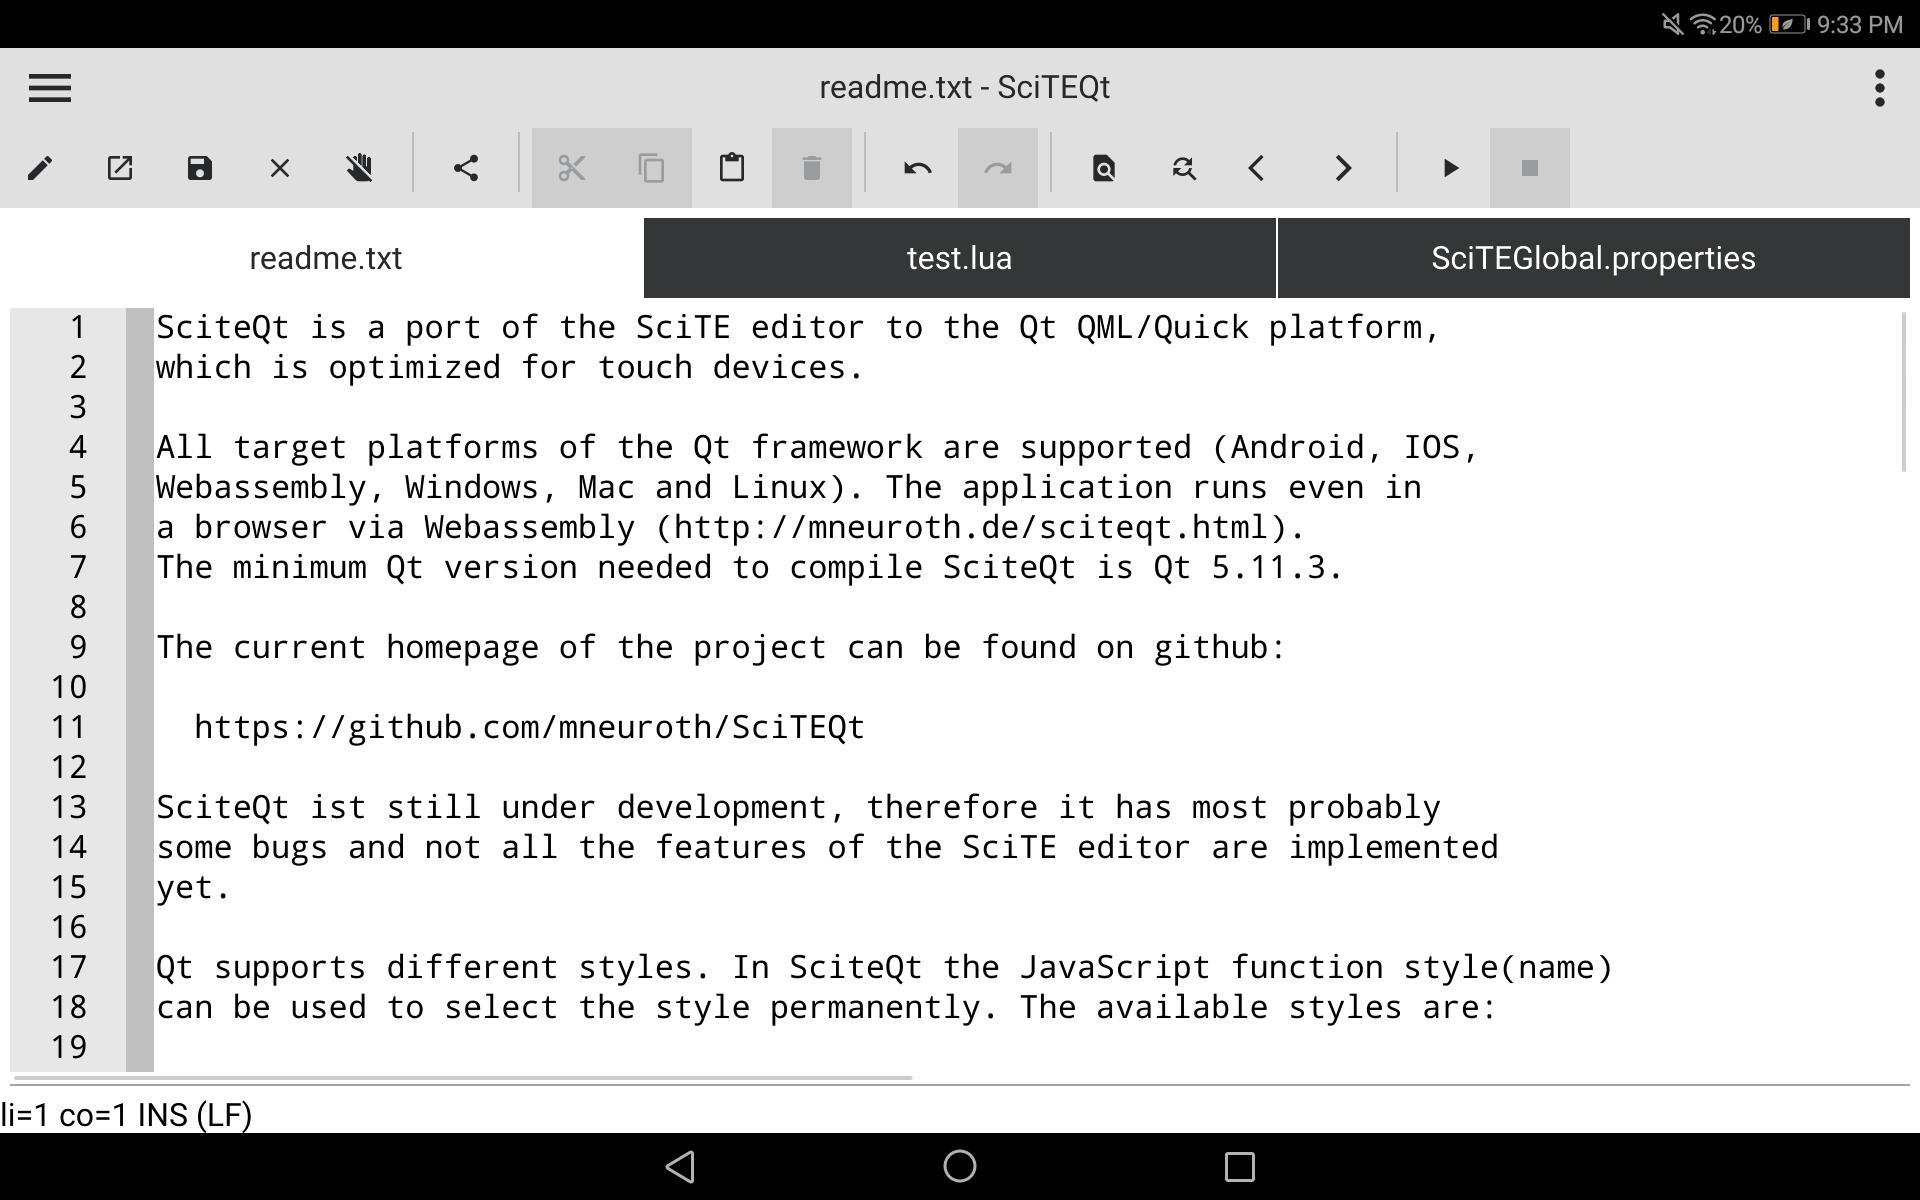 20% 9:33 PM
readme.txt - SciTEQt
readme.txt test.lua SciTEGlobal.properties
1 SciteQt is a port of the SciTE editor to the Qt QML/Quick platform,
2 which is optimized for touch devices.
3
4 All target platforms of the Qt framework are supported (Android, IOS,
5 Webassembly, Windows, Mac and Linux). The application runs even in
6 a browser via Webassembly (http://mneuroth.de/sciteqt.html).
7 The minimum Qt version needed to compile SciteQt is Qt 5.11.3.
8
9 The current homepage of the project can be found on github:
10
11 https://github.com/mneuroth/SciTEQt
12
13 SciteQt ist still under development, therefore it has most probably
14 some bugs and not all the features of the SciTE editor are implemented
15 yet.
16
17 Qt supports different styles. In SciteQt the JavaScript function style(name)
18 can be used to select the style permanently. The available styles are:
19
li=1 co=1 INS (LF)